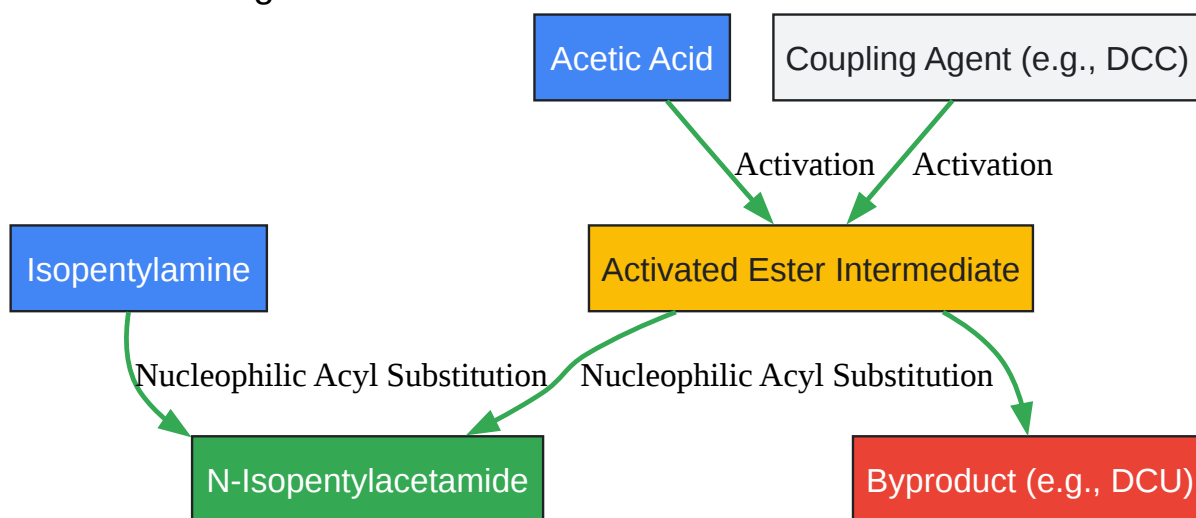 Acetic Acid
Coupling Agent (e.g., DCC)
Activation
Activation
Isopentylamine
Activated Ester Intermediate
Nucleophilic Acyl Substitution
Nucleophilic Acyl Substitution
N-Isopentylacetamide
Byproduct (e.g., DCU)